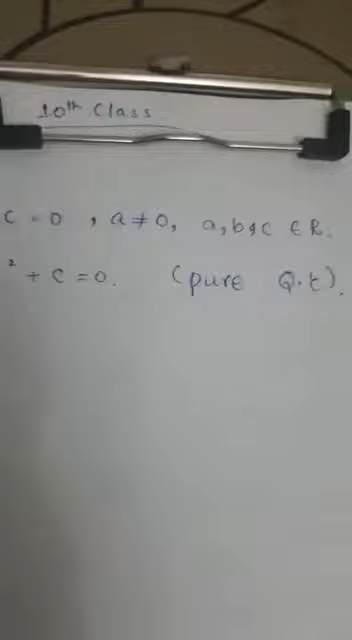 10th Class
c = 0 , a ≠ 0, a, b, c ∈ R.
² + c = 0. (pure Q.t).